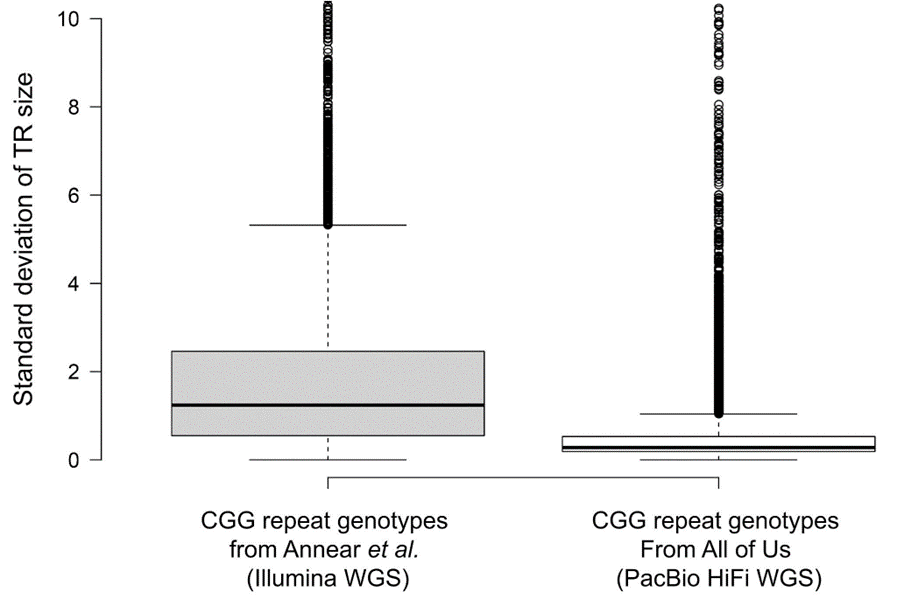 Standard deviation of TR size
10
8
6
4
2
0
CGG repeat genotypes
from Annear et al.
(Illumina WGS)
CGG repeat genotypes
From All of Us
(PacBio HiFi WGS)